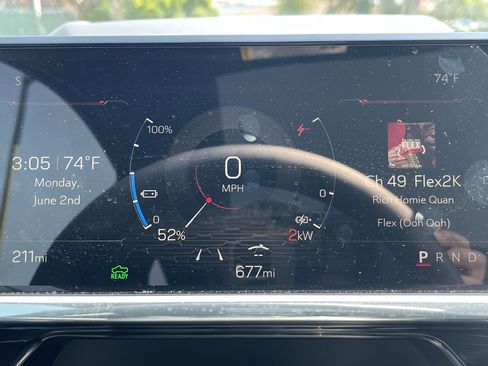 S
74°F
100%
FLEX
3:05 | 74°F
0
MPH
0
Ch 49 Flex2K
Monday,
June 2nd
Rich Homie Quan
0
52%
2kW
Flex (Ooh Ooh)
211mi
READY
677mi
P R N D